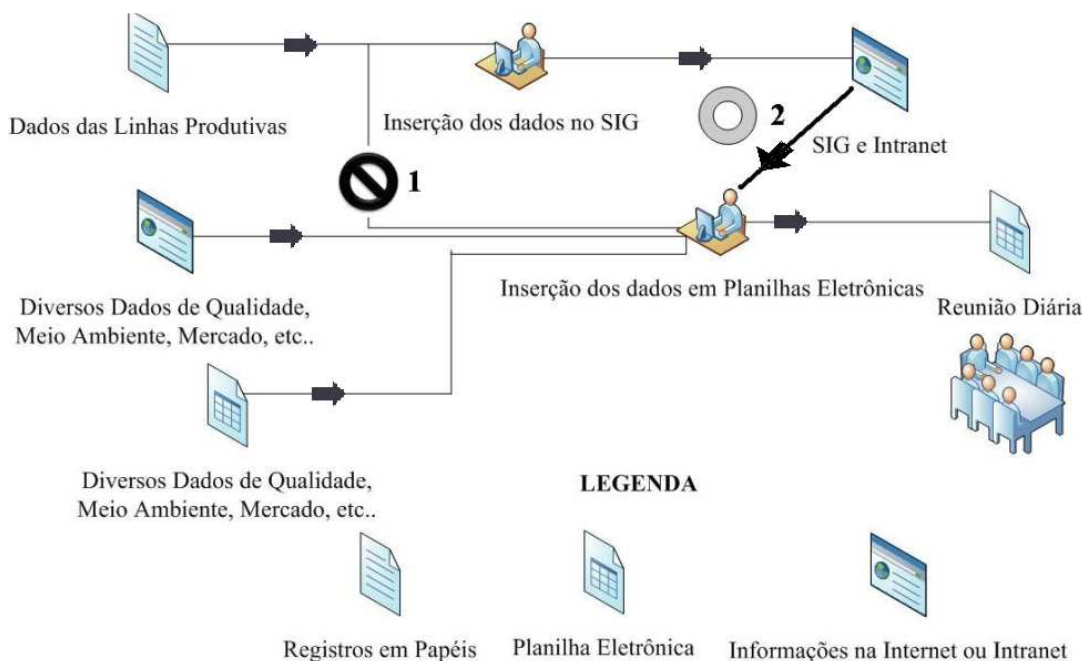 Dados das Linhas Produtivas
Inserção dos dados no SIG
2
SIG e Intranet
1
Diversos Dados de Qualidade,
Meio Ambiente, Mercado, etc..
Inserção dos dados em Planilhas Eletrônicas
Reunião Diária
Diversos Dados de Qualidade,
Meio Ambiente, Mercado, etc..
LEGENDA
Registros em Papéis
Planilha Eletrônica
Informações na Internet ou Intranet